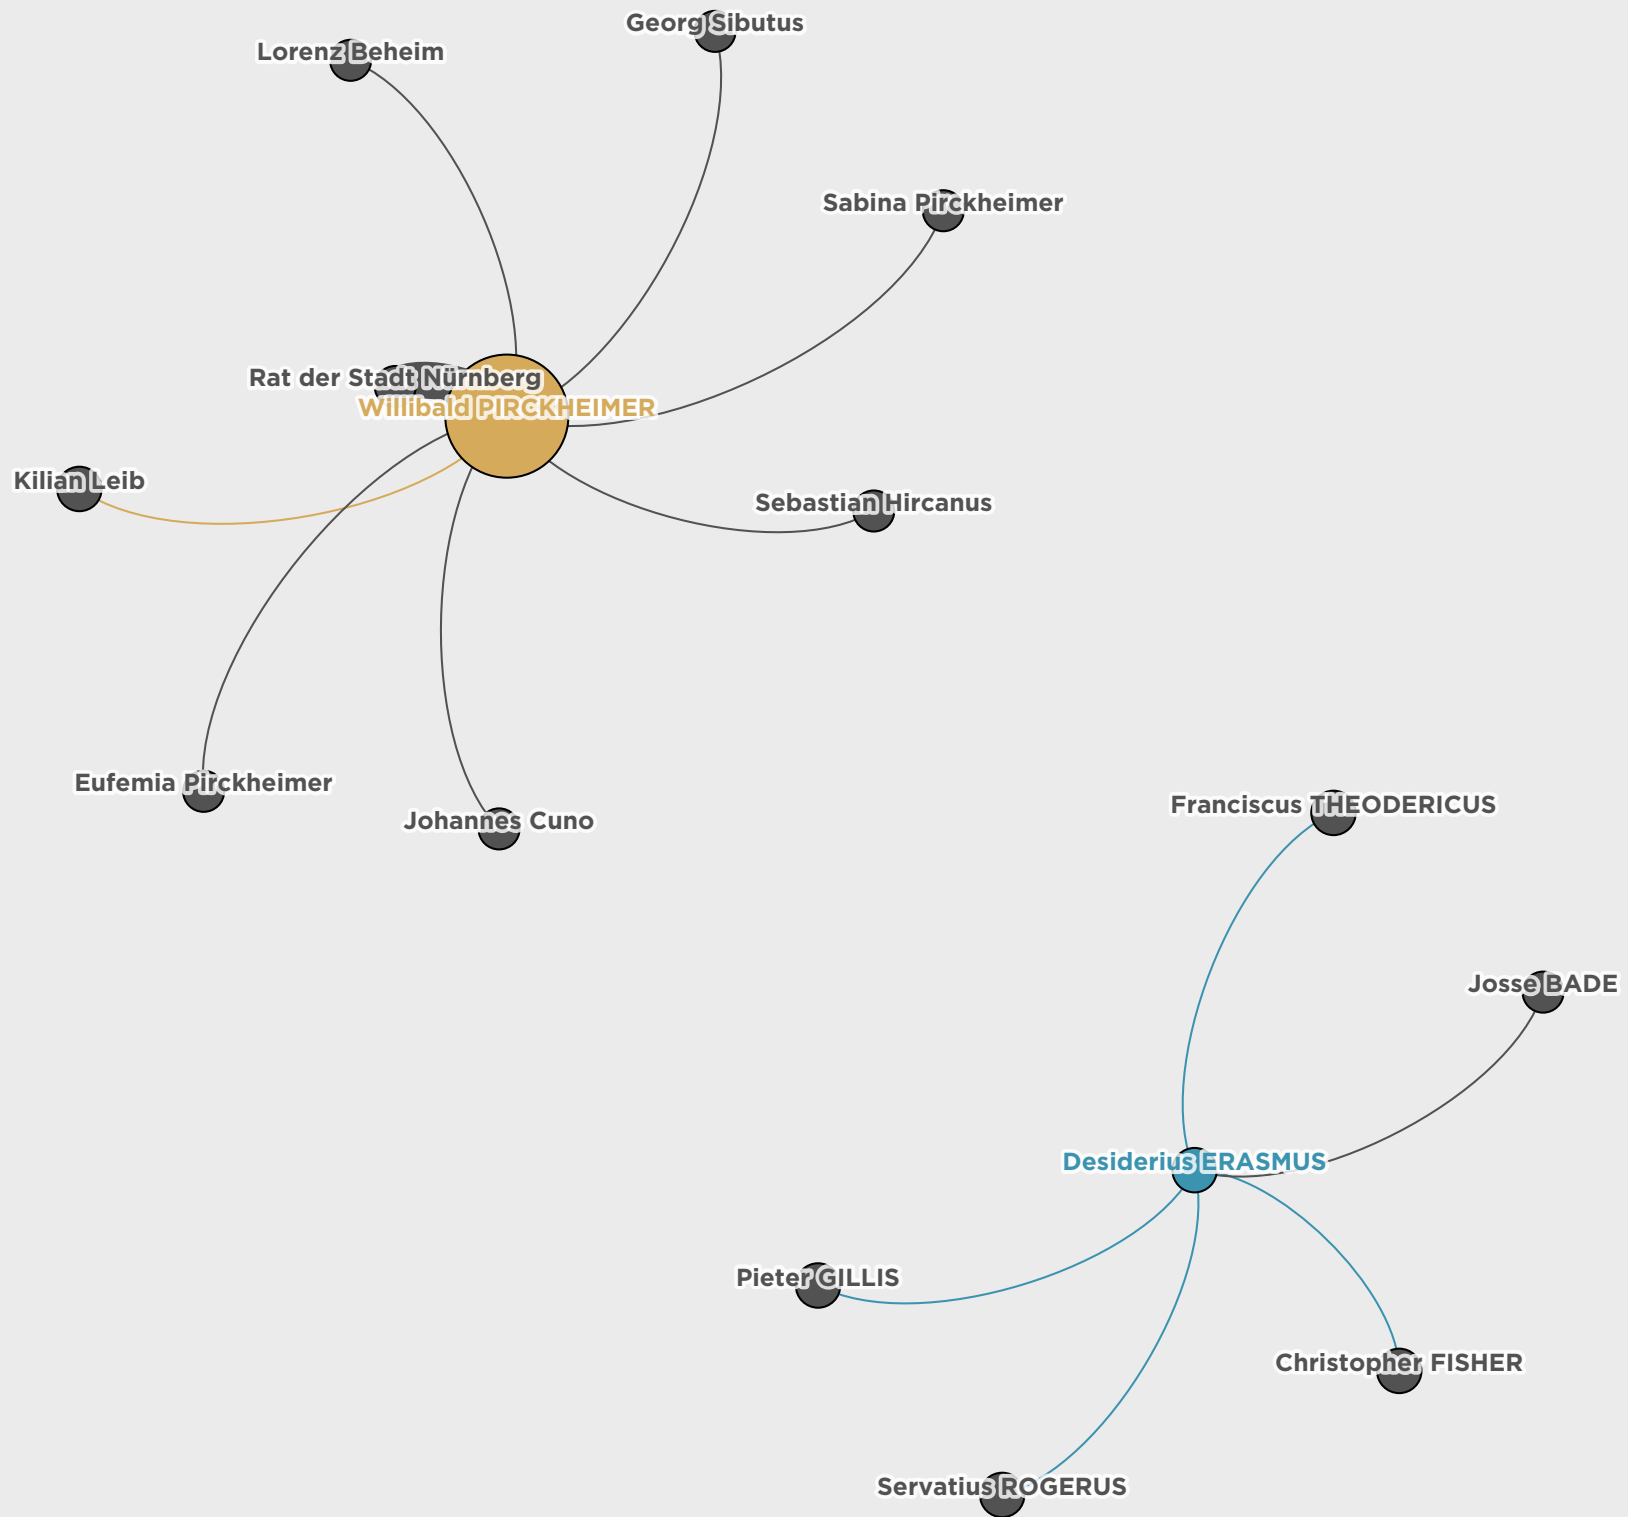 Georg Sibutus
Lorenz Beheim
Sabina Pirckheimer
Rat der Stadt Nürnberg
Willibald PIRCKHEIMER
Kilian Leib
Sebastian Hircanus
Eufemia Pirckheimer
Johannes Cuno
Franciscus THEODERICUS
Josse BADE
Desiderius ERASMUS
Pieter GILLIS
Christopher FISHER
Servatius ROGERUS